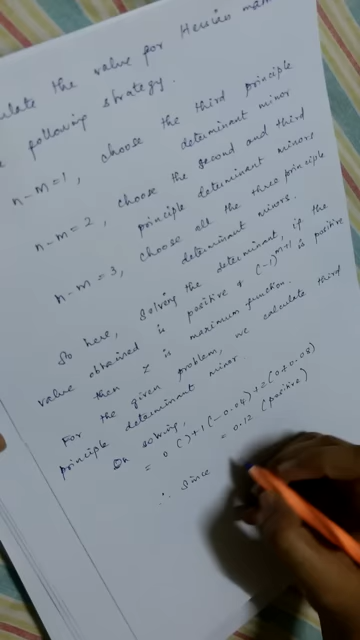 ulate the value for Hessian mat
following strategy.
n-m=1, choose the third principle
determinant minor
n-m=2, choose the second and third
principle determinant minors
n-m=3, choose all the three principle
determinant minors.
So here, solving the determinant, if the
value obtained is positive & (-1)^m+1 is positive
then Z is maximum function.
For the given problem, we calculate third
principle determinant minor
On solving,
= 0 ( ) + 1 (-0.04) + 2 (0+0.08)
= 0.12 (positive)
∴ Since